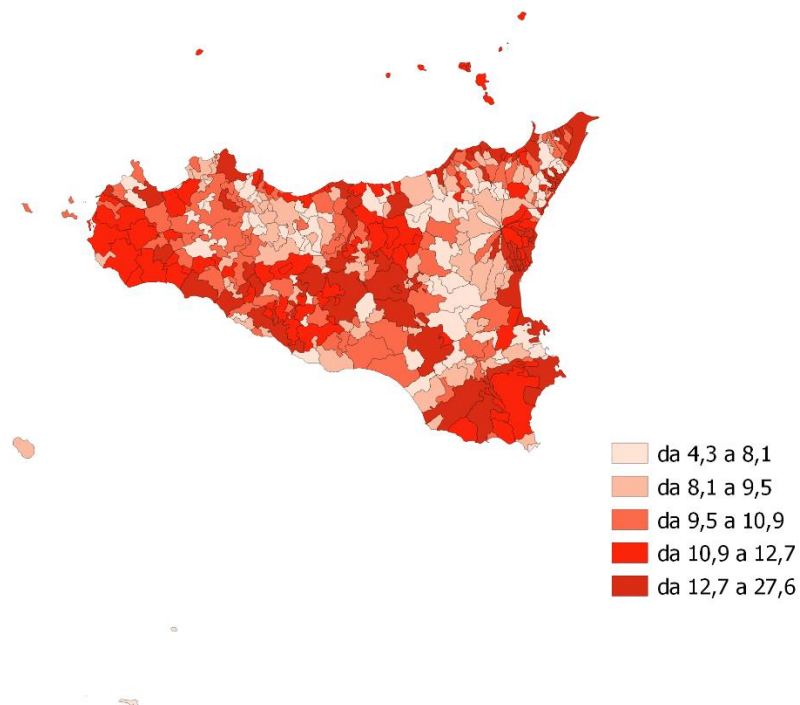 da 4,3 a 8,1
da 8,1 a 9,5
da 9,5 a 10,9
da 10,9 a 12,7
da 12,7 a 27,6